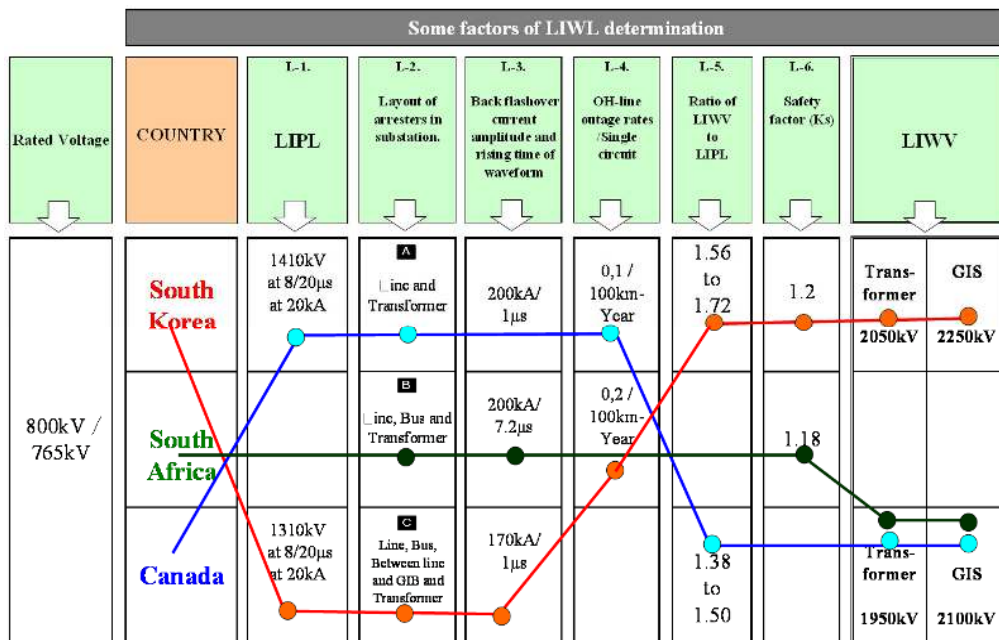 Some factors of LIWL determination
Rated Voltage
COUNTRY
L-1.
LIPL
L-2.
Layout of
arresters in
substation.
L-3.
Back flashover
current
amplitude and
rising time of
waveform
L-4.
OH-line
outage rates
/Single
circuit
L-5.
Ratio of
LIWV
to
LIPL
L-6.
Safety
factor (Ks)
LIWV
800kV /
765kV
South
Korea
South
Africa
Canada
1410kV
at 8/20μs
at 20kA
1310kV
at 8/20μs
at 20kA
A
Line and
Transformer
B
Line, Bus and
Transformer
C
Line, Bus,
Between line
and GIB and
Transformer
200kA/
1μs
200kA/
7.2μs
170kA/
1μs
0,1 /
100km-
Year
0,2 /
100km-
Year
1.56
to
1.72
1.38
to
1.50
1.2
1.18
Trans-
former
2050kV
GIS
2250kV
Trans-
former
1950kV
GIS
2100kV